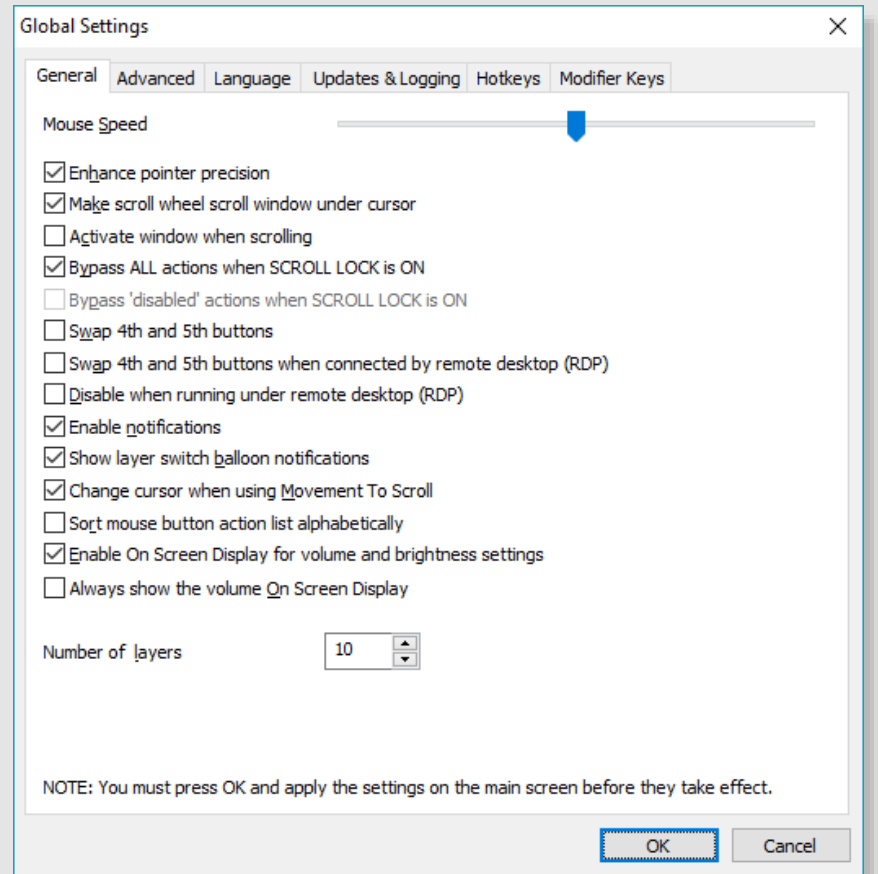 Global Settings
General Advanced Language Updates & Logging Hotkeys Modifier Keys
Mouse Speed
Enhance pointer precision
Make scroll wheel scroll window under cursor
Activate window when scrolling
Bypass ALL actions when SCROLL LOCK is ON
Bypass 'disabled' actions when SCROLL LOCK is ON
Swap 4th and 5th buttons
Swap 4th and 5th buttons when connected by remote desktop (RDP)
Disable when running under remote desktop (RDP)
Enable notifications
Show layer switch balloon notifications
Change cursor when using Movement To Scroll
Sort mouse button action list alphabetically
Enable On Screen Display for volume and brightness settings
Always show the volume On Screen Display
Number of layers 10
NOTE: You must press OK and apply the settings on the main screen before they take effect.
OK Cancel